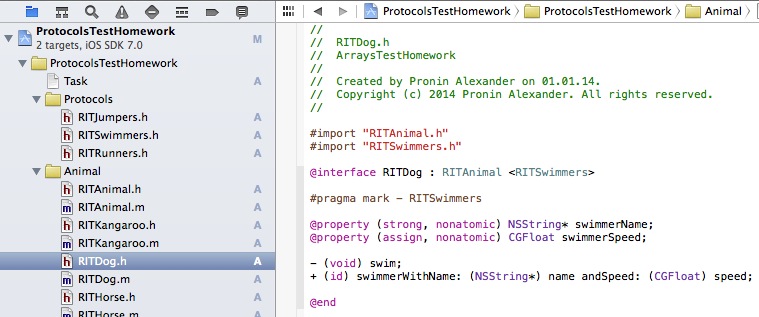 ProtocolsTestHomework
2 targets, iOS SDK 7.0
M
ProtocolsTestHomework
Task
A
Protocols
RITJumpers.h
A
RITSwimmers.h
A
RITRunners.h
A
Animal
RITAnimal.h
A
RITAnimal.m
A
RITKangaroo.h
A
RITKangaroo.m
A
RITDog.h
A
RITDog.m
A
RITHorse.h
A
RITHorse.m
A
ProtocolsTestHomework
ProtocolsTestHomework
Animal
//
//  RITDog.h
//  ArraysTestHomework
//
//  Created by Pronin Alexander on 01.01.14.
//  Copyright (c) 2014 Pronin Alexander. All rights reserved.
//
#import "RITAnimal.h"
#import "RITSwimmers.h"
@interface RITDog : RITAnimal <RITSwimmers>
#pragma mark - RITSwimmers
@property (strong, nonatomic) NSString* swimmerName;
@property (assign, nonatomic) CGFloat swimmerSpeed;
- (void) swim;
+ (id) swimmerWithName: (NSString*) name andSpeed: (CGFloat) speed;
@end